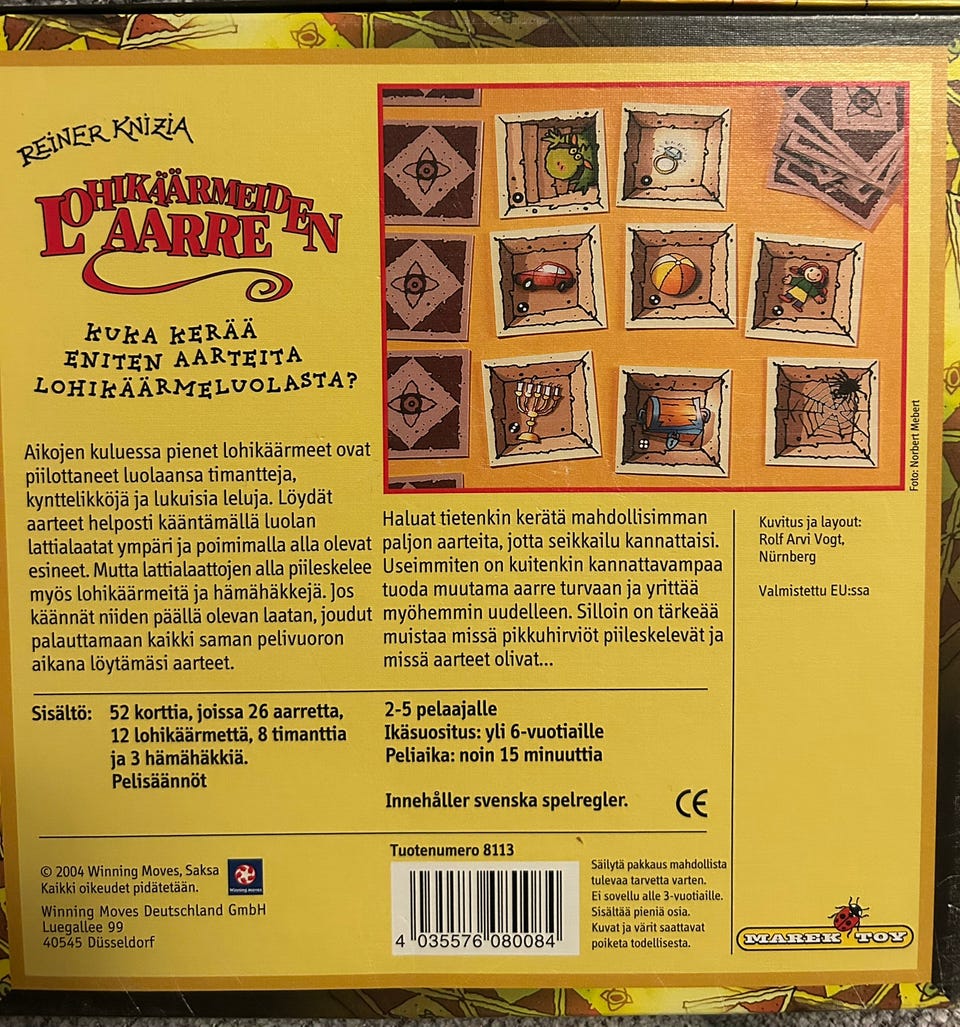 REINER KNIZIA
LOHIKÄÄRMEIDEN
AARRE
KUKA KERÄÄ
ENITEN AARTEITA
LOHIKÄÄRMELUOLASTA?
Aikojen kuluessa pienet lohikäärmeet ovat
piilottaneet luolaansa timantteja,
kynttelikköjä ja lukuisia leluja. Löydät
aarteet helposti kääntämällä luolan
lattialaatat ympäri ja poimimalla alla olevat
esineet. Mutta lattialaattojen alla piileskelee
myös lohikäärmeitä ja hämähäkkejä. Jos
käännät niiden päällä olevan laatan, joudut
palauttamaan kaikki saman pelivuoron
aikana löytämäsi aarteet.
Foto: Norbert Mebert
Haluat tietenkin kerätä mahdollisimman
paljon aarteita, jotta seikkailu kannattaisi.
Useimmiten on kuitenkin kannattavampaa
tuoda muutama aarre turvaan ja yrittää
myöhemmin uudelleen. Silloin on tärkeää
muistaa missä pikkuhirviöt piileskelevät ja
missä aarteet olivat...
Kuvitus ja layout:
Rolf Arvi Vogt,
Nürnberg
Valmistettu EU:ssa
Sisältö: 52 korttia, joissa 26 aarretta,
12 lohikäärmettä, 8 timanttia
ja 3 hämähäkkiä.
Pelisäännöt
2-5 pelaajalle
Ikäsuositus: yli 6-vuotiaille
Peliaika: noin 15 minuuttia
Innehåller svenska spelregler.
CE
© 2004 Winning Moves, Saksa
Kaikki oikeudet pidätetään.
Winning Moves
Winning Moves Deutschland GmbH
Luegallee 99
40545 Düsseldorf
Tuotenumero 8113
4 035576 080084
Säilytä pakkaus mahdollista
tulevaa tarvetta varten.
Ei sovellu alle 3-vuotiaille.
Sisältää pieniä osia.
Kuvat ja värit saattavat
poiketa todellisesta.
MAREK TOY